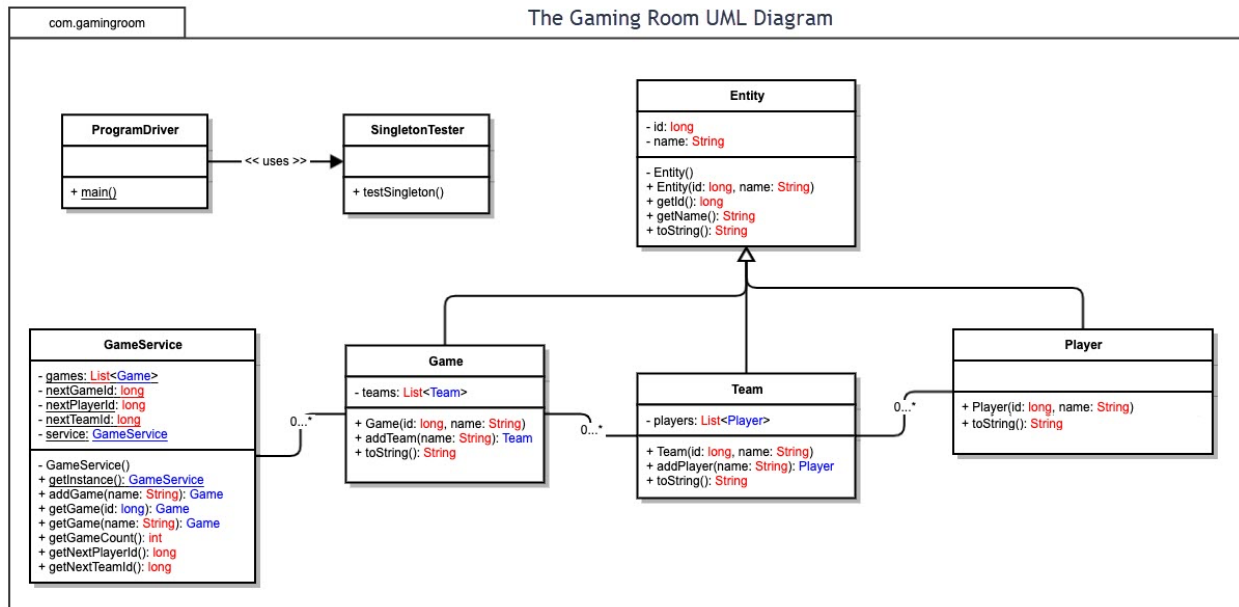 com.gamingroom
The Gaming Room UML Diagram
ProgramDriver
+ main()
<< uses >>
SingletonTester
+ testSingleton()
Entity
- id: long
- name: String
- Entity()
+ Entity(id: long, name: String)
+ getId(): long
+ getName(): String
+ toString(): String
GameService
- games: List<Game>
- nextGameId: long
- nextPlayerId: long
- nextTeamId: long
- service: GameService
- GameService()
+ getInstance(): GameService
+ addGame(name: String): Game
+ getGame(id: long): Game
+ getGame(name: String): Game
+ getGameCount(): int
+ getNextPlayerId(): long
+ getNextTeamId(): long
0...*
Game
- teams: List<Team>
+ Game(id: long, name: String)
+ addTeam(name: String): Team
+ toString(): String
0...*
Team
- players: List<Player>
+ Team(id: long, name: String)
+ addPlayer(name: String): Player
+ toString(): String
0...*
Player
+ Player(id: long, name: String)
+ toString(): String